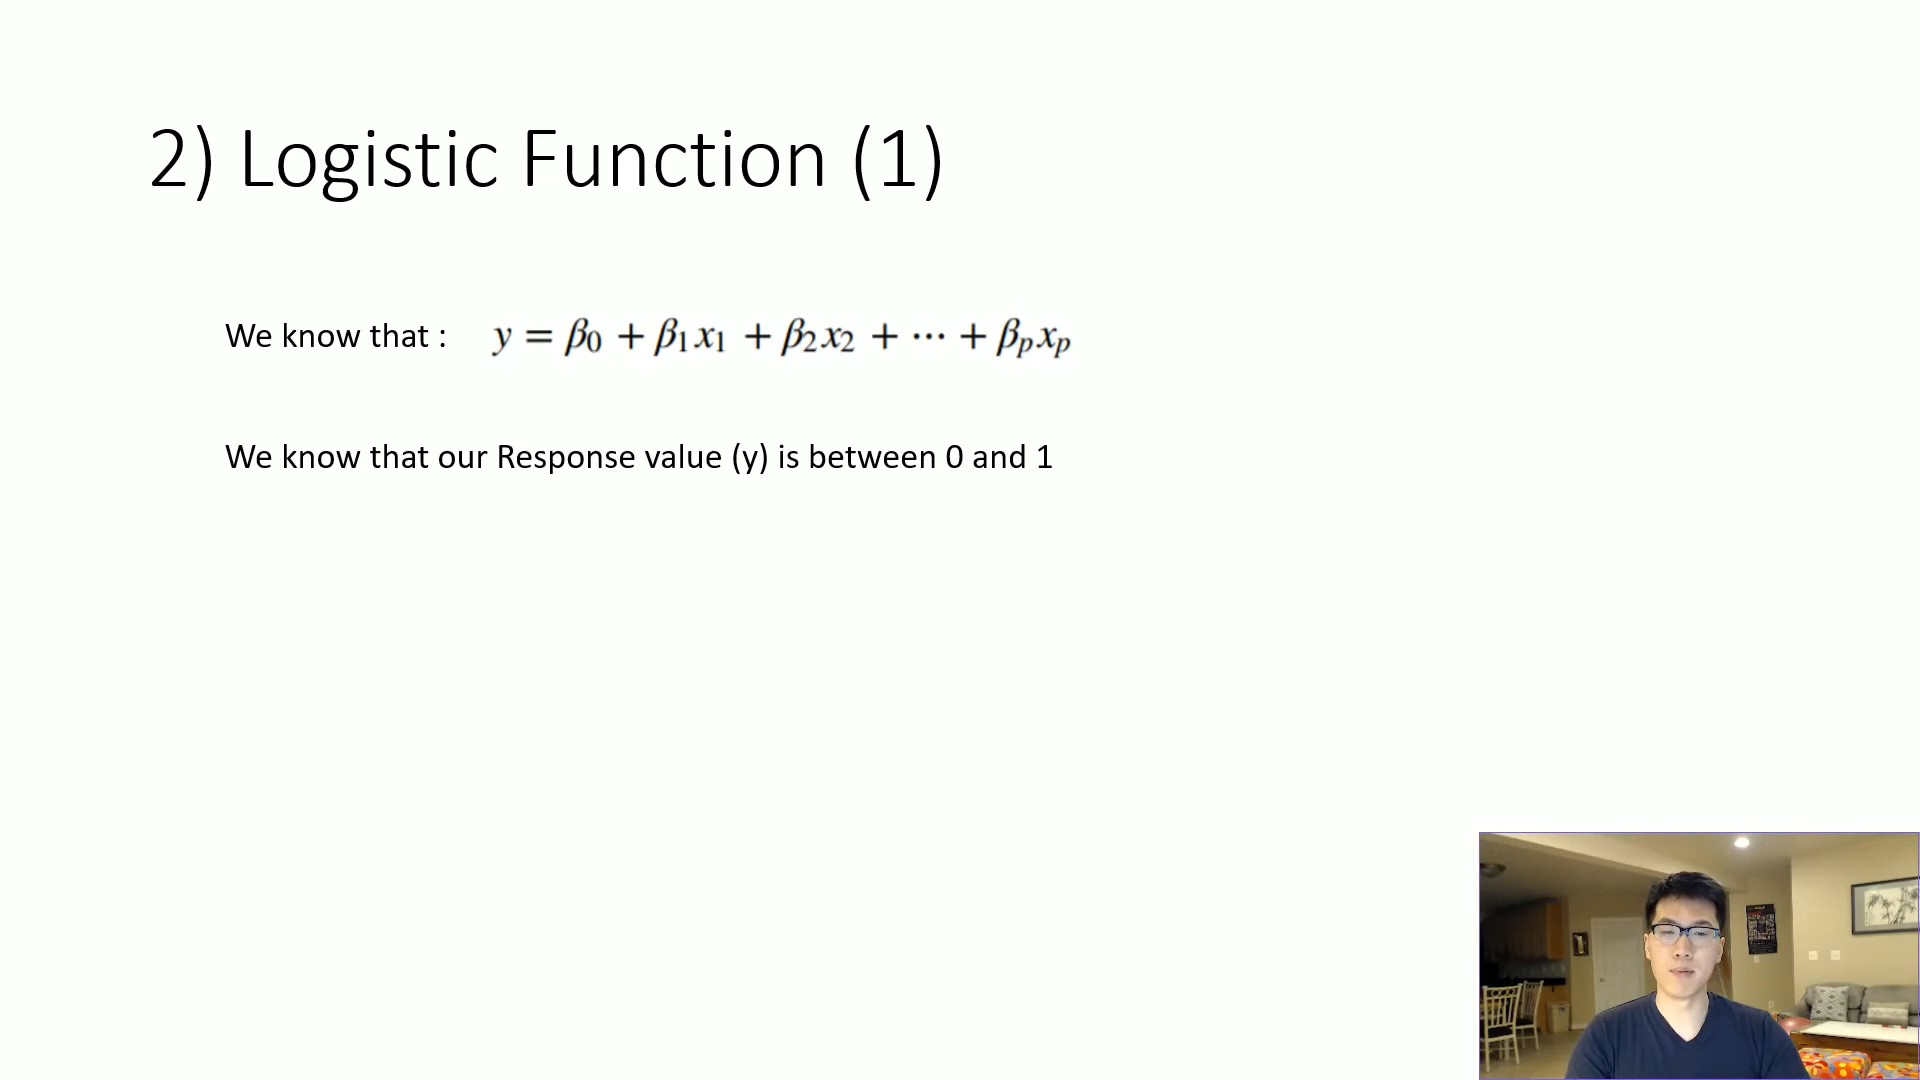 2) Logistic Function (1)
We know that : y = β₀ + β₁x₁ + β₂x₂ + ⋯ + βₚxₚ
We know that our Response value (y) is between 0 and 1